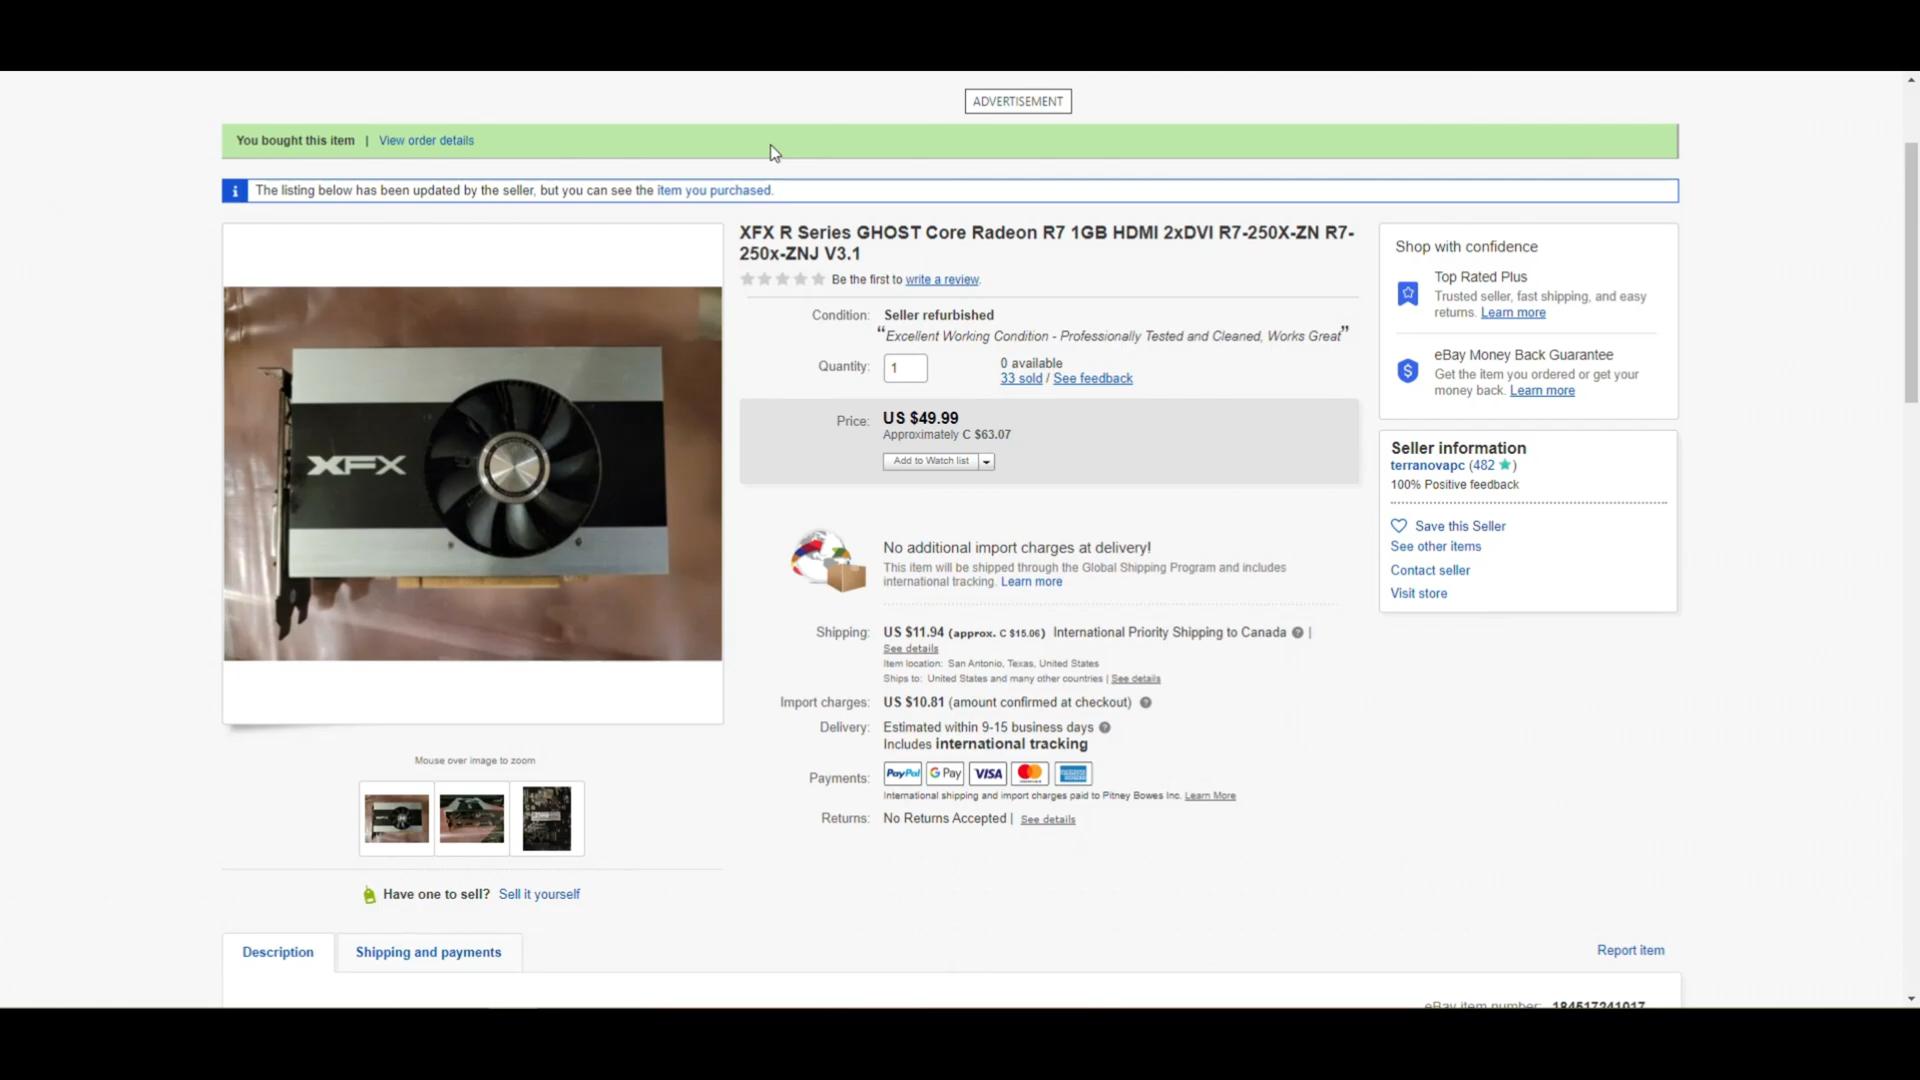 ADVERTISEMENT
You bought this item | View order details
i The listing below has been updated by the seller, but you can see the item you purchased.
XFX R Series GHOST Core Radeon R7 1GB HDMI 2xDVI R7-250X-ZN R7-
250x-ZNJ V3.1
Be the first to write a review.
Condition: Seller refurbished
“Excellent Working Condition - Professionally Tested and Cleaned, Works Great”
Quantity: 1 0 available
33 sold / See feedback
Price: US $49.99
Approximately C $63.07
Add to Watch list
No additional import charges at delivery!
This item will be shipped through the Global Shipping Program and includes
international tracking. Learn more
Shipping: US $11.94 (approx. C $15.06) International Priority Shipping to Canada ? |
See details
Item location: San Antonio, Texas, United States
Ships to: United States and many other countries | See details
Import charges: US $10.81 (amount confirmed at checkout) ?
Delivery: Estimated within 9-15 business days ?
Includes international tracking
Payments: PayPal G Pay VISA
International shipping and import charges paid to Pitney Bowes Inc. Learn More
Returns: No Returns Accepted | See details
XFX
Mouse over image to zoom
Have one to sell? Sell it yourself
Shop with confidence
Top Rated Plus
Trusted seller, fast shipping, and easy
returns. Learn more
$ eBay Money Back Guarantee
Get the item you ordered or get your
money back. Learn more
Seller information
terranovapc (482 ★)
100% Positive feedback
Save this Seller
See other items
Contact seller
Visit store
Description Shipping and payments
Report item
eBay item number: 184517241017